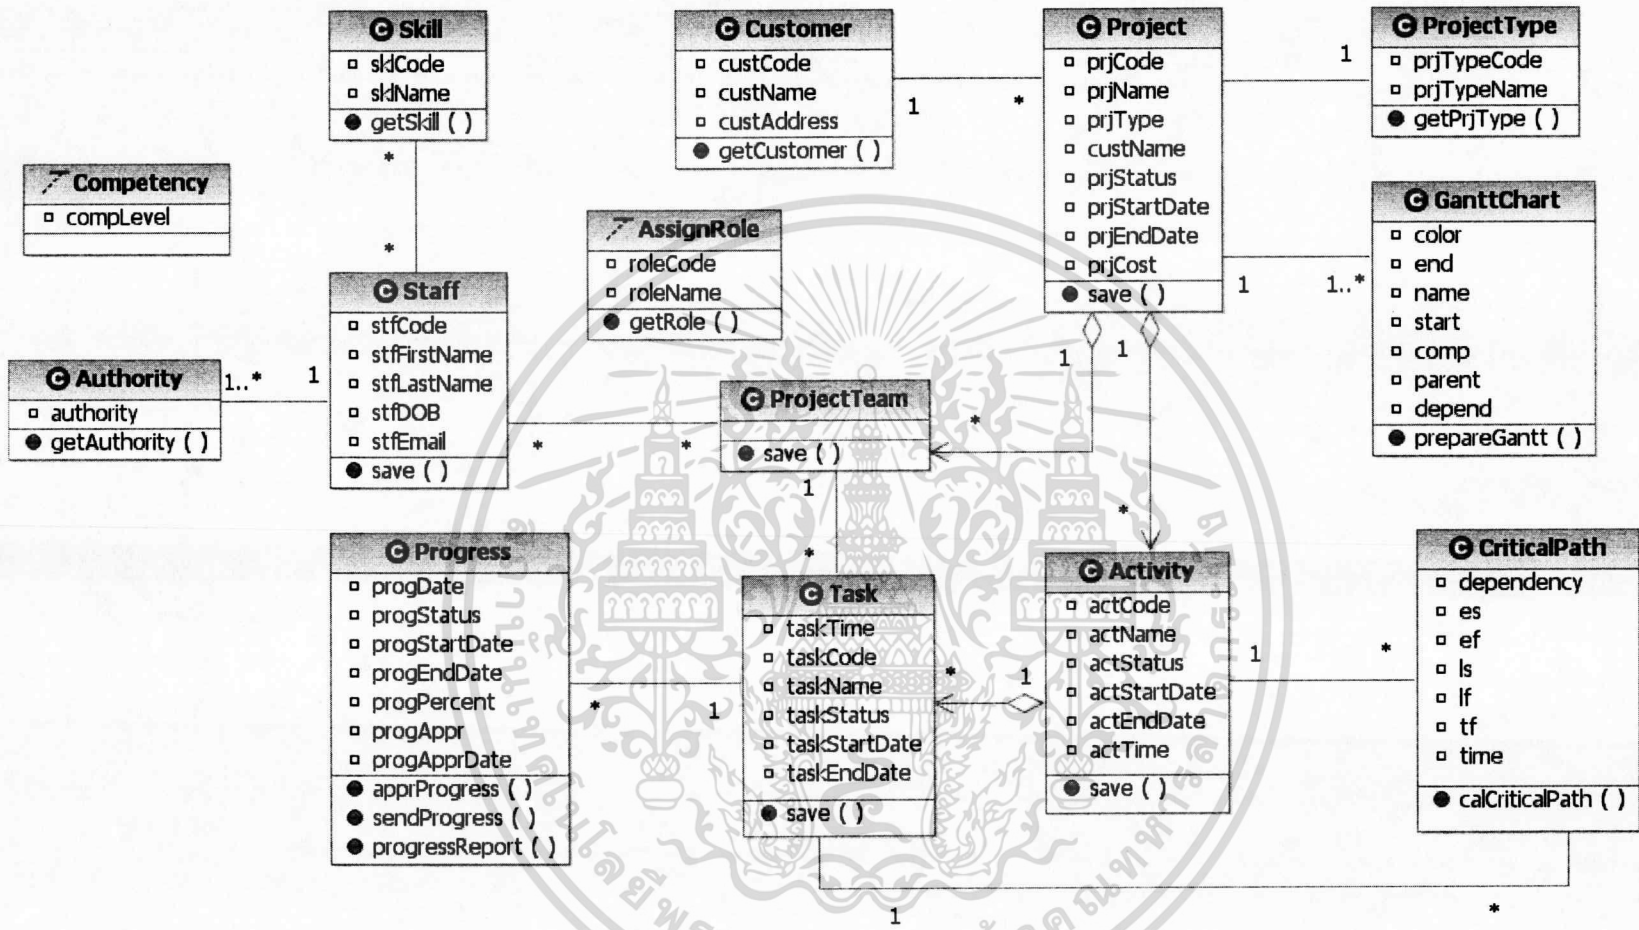 Skill
sklCode
sklName
getSkill ( )
*
*
Customer
custCode
custName
custAddress
getCustomer ( )
1
*
Project
prjCode
prjName
prjType
custName
prjStatus
prjStartDate
prjEndDate
prjCost
save ( )
1
ProjectType
prjTypeCode
prjTypeName
getPrjType ( )
Competency
compLevel
AssignRole
roleCode
roleName
getRole ( )
1
1..*
GanttChart
color
end
name
start
comp
parent
depend
prepareGantt ( )
Authority
authority
getAuthority ( )
1..*
1
Staff
stfCode
stfFirstName
stfLastName
stfDOB
stfEmail
save ( )
*
*
ProjectTeam
save ( )
1
1
*
*
1
*
Progress
progDate
progStatus
progStartDate
progEndDate
progPercent
progAppr
progApprDate
apprProgress ( )
sendProgress ( )
progressReport ( )
*
1
Task
taskTime
taskCode
taskName
taskStatus
taskStartDate
taskEndDate
save ( )
*
1
Activity
actCode
actName
actStatus
actStartDate
actEndDate
actTime
save ( )
1
*
CriticalPath
dependency
es
ef
ls
lf
tf
time
calCriticalPath ( )
1
*